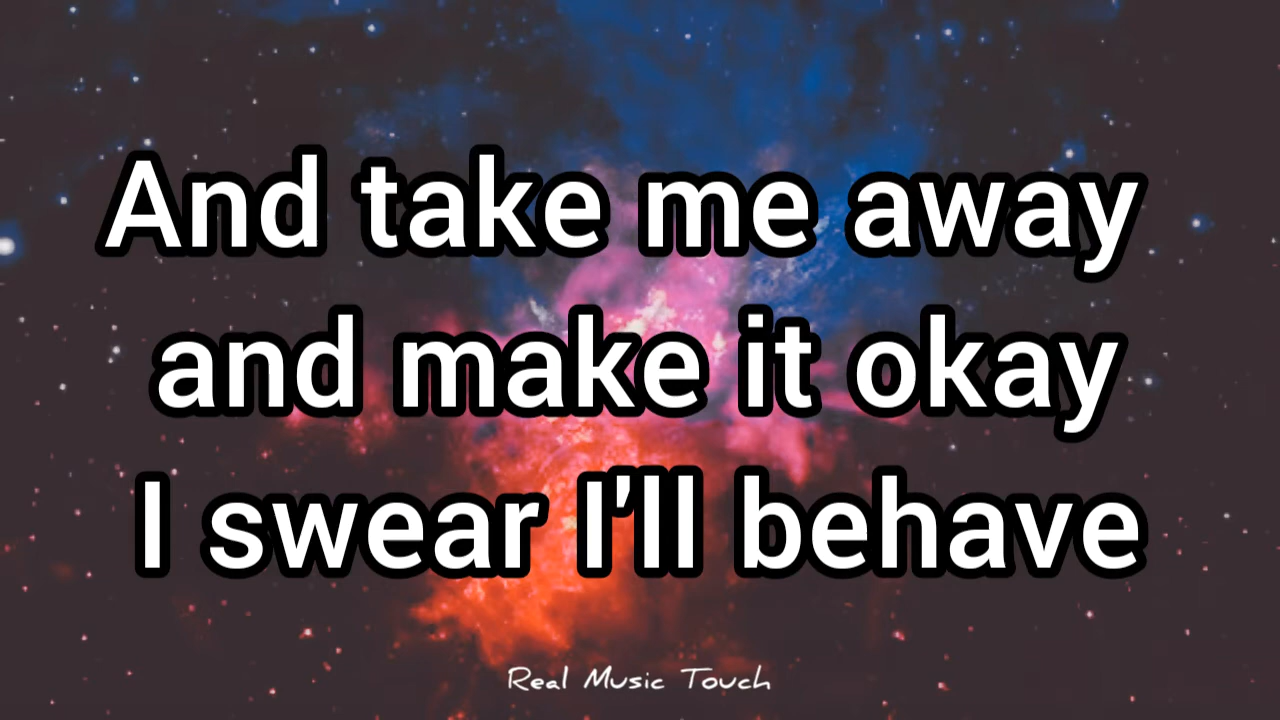 And take me away
and make it okay
I swear I'll behave
Real Music Touch